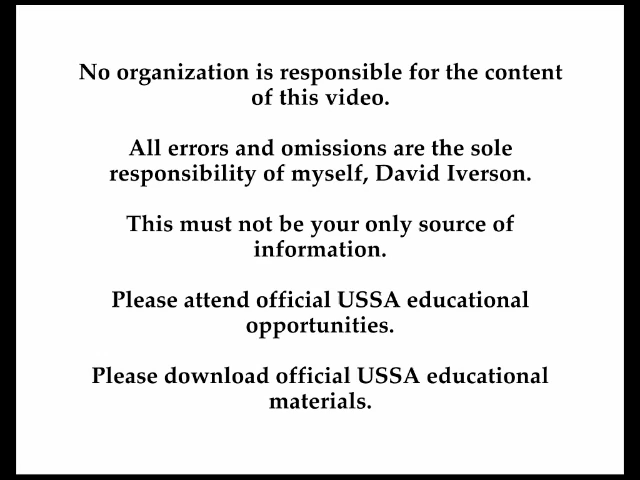 No organization is responsible for the content
of this video.
All errors and omissions are the sole
responsibility of myself, David Iverson.
This must not be your only source of
information.
Please attend official USSA educational
opportunities.
Please download official USSA educational
materials.